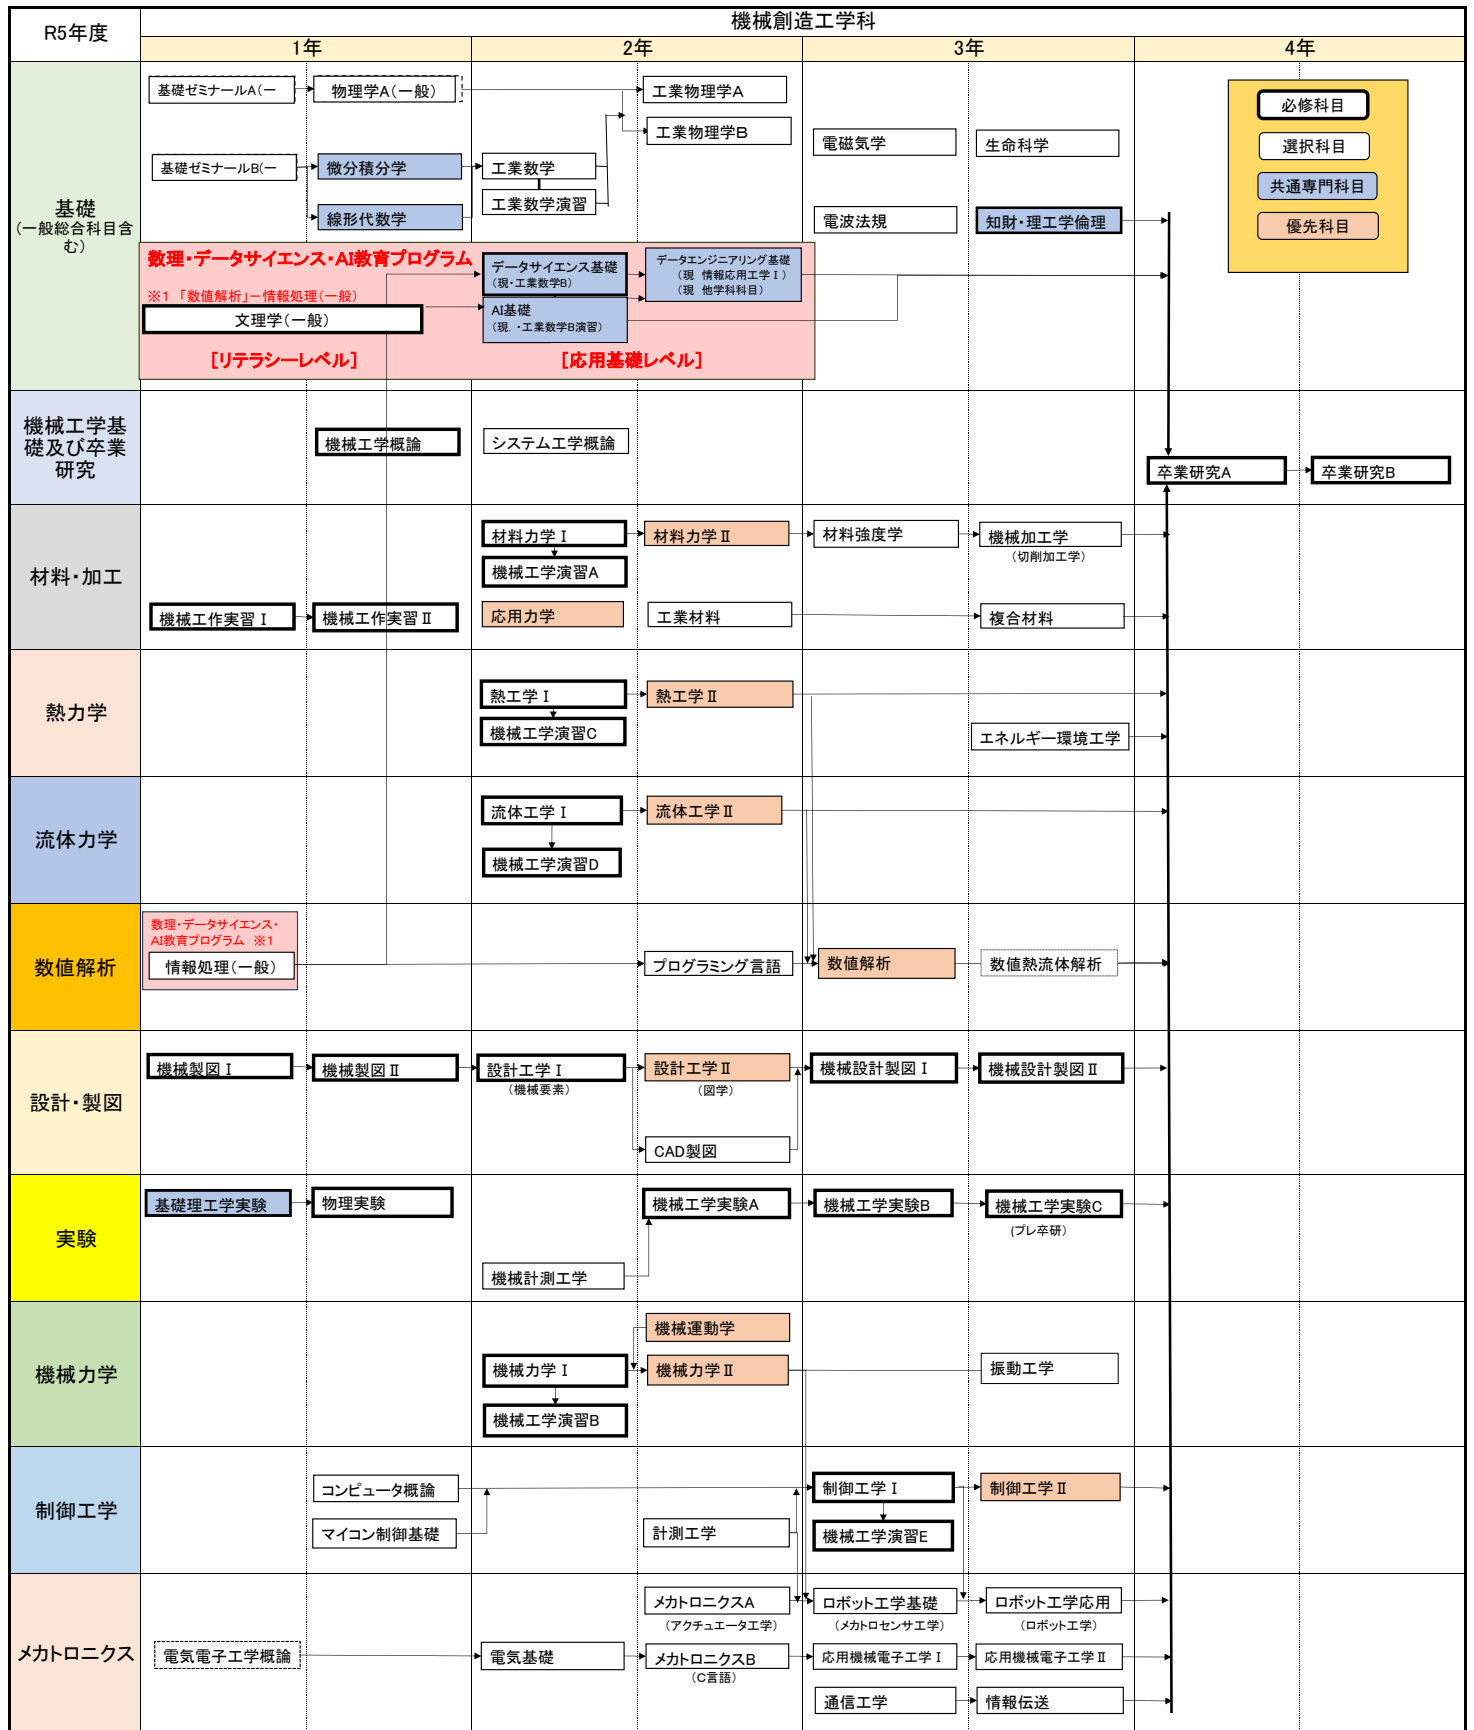 R5年度
機械創造工学科
1年
2年
3年
4年
基礎
(一般総合科目含
む)
基礎ゼミナールA(一
物理学A(一般)
工業物理学A
工業物理学B
電磁気学
生命科学
必修科目
選択科目
共通専門科目
優先科目
基礎ゼミナールB(一
微分積分学
工業数学
工業数学演習
線形代数学
電波法規
知財・理工学倫理
数理・データサイエンス・AI教育プログラム
※1 「数値解析」ー情報処理(一般)
文理学(一般)
データサイエンス基礎
(現・工業数学B)
データエンジニアリング基礎
(現 情報応用工学Ⅰ)
(現 他学科科目)
AI基礎
(現.・工業数学B演習)
[リテラシーレベル]
[応用基礎レベル]
機械工学基
礎及び卒業
研究
機械工学概論
システム工学概論
卒業研究A
卒業研究B
材料・加工
材料力学Ⅰ
材料力学Ⅱ
材料強度学
機械加工学
(切削加工学)
機械工学演習A
機械工作実習Ⅰ
機械工作実習Ⅱ
応用力学
工業材料
複合材料
熱力学
熱工学Ⅰ
熱工学Ⅱ
機械工学演習C
エネルギー環境工学
流体力学
流体工学Ⅰ
流体工学Ⅱ
機械工学演習D
数値解析
数理・データサイエンス・
AI教育プログラム ※1
情報処理(一般)
プログラミング言語
数値解析
数値熱流体解析
設計・製図
機械製図Ⅰ
機械製図Ⅱ
設計工学Ⅰ
(機械要素)
設計工学Ⅱ
(図学)
機械設計製図Ⅰ
機械設計製図Ⅱ
CAD製図
実験
基礎理工学実験
物理実験
機械工学実験A
機械工学実験B
機械工学実験C
(プレ卒研)
機械計測工学
機械力学
機械運動学
機械力学Ⅰ
機械力学Ⅱ
振動工学
機械工学演習B
制御工学
コンピュータ概論
制御工学Ⅰ
制御工学Ⅱ
マイコン制御基礎
計測工学
機械工学演習E
メカトロニクス
メカトロニクスA
(アクチュエータ工学)
ロボット工学基礎
(メカトロセンサ工学)
ロボット工学応用
(ロボット工学)
電気電子工学概論
電気基礎
メカトロニクスB
(C言語)
応用機械電子工学Ⅰ
応用機械電子工学Ⅱ
通信工学
情報伝送